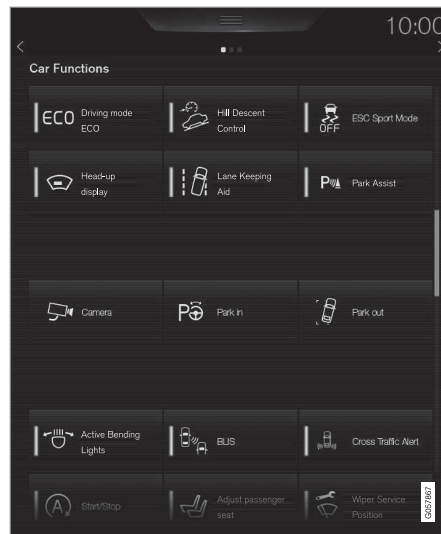 10:00
Car Functions
ECO
Driving mode
ECO
Hill Descent
Control
OFF
ESC Sport Mode
Head-up
display
Lane Keeping
Aid
P
Park Assist
Camera
P
Park in
Park out
Active Bending
Lights
BLIS
Cross Traffic Alert
A
Start/Stop
Adjust passenger
seat
Wiper Service
Position
G057867